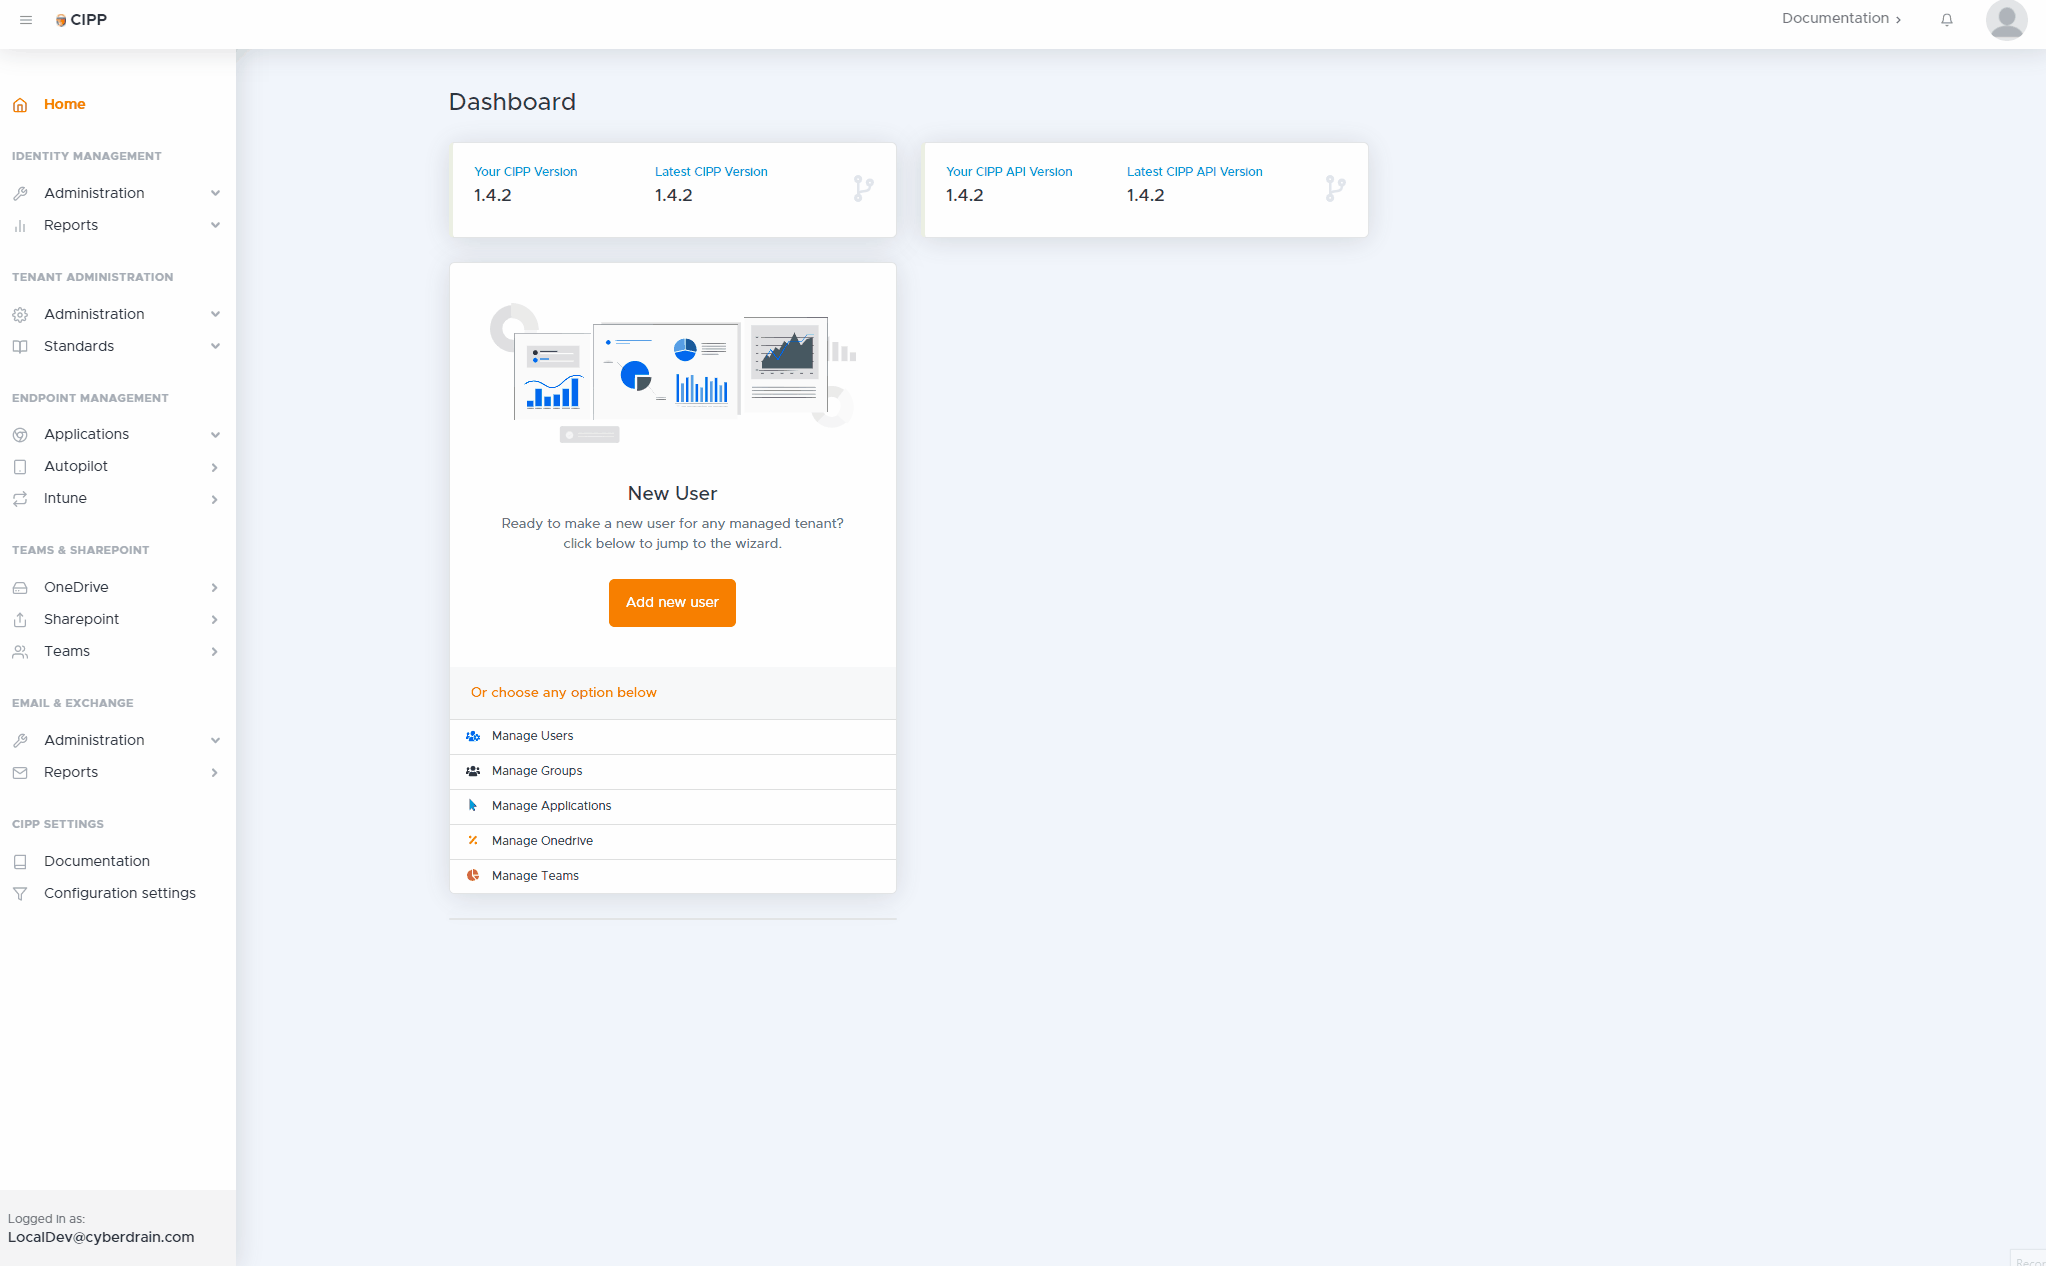 CIPP
Documentation
Home
IDENTITY MANAGEMENT
Administration
Reports
TENANT ADMINISTRATION
Administration
Standards
ENDPOINT MANAGEMENT
Applications
Autopilot
Intune
TEAMS & SHAREPOINT
OneDrive
Sharepoint
Teams
EMAIL & EXCHANGE
Administration
Reports
CIPP SETTINGS
Documentation
Configuration settings
Logged in as:
LocalDev@cyberdrain.com
Dashboard
Your CIPP Version
1.4.2
Latest CIPP Version
1.4.2
Your CIPP API Version
1.4.2
Latest CIPP API Version
1.4.2
New User
Ready to make a new user for any managed tenant?
click below to jump to the wizard.
Add new user
Or choose any option below
Manage Users
Manage Groups
Manage Applications
Manage Onedrive
Manage Teams